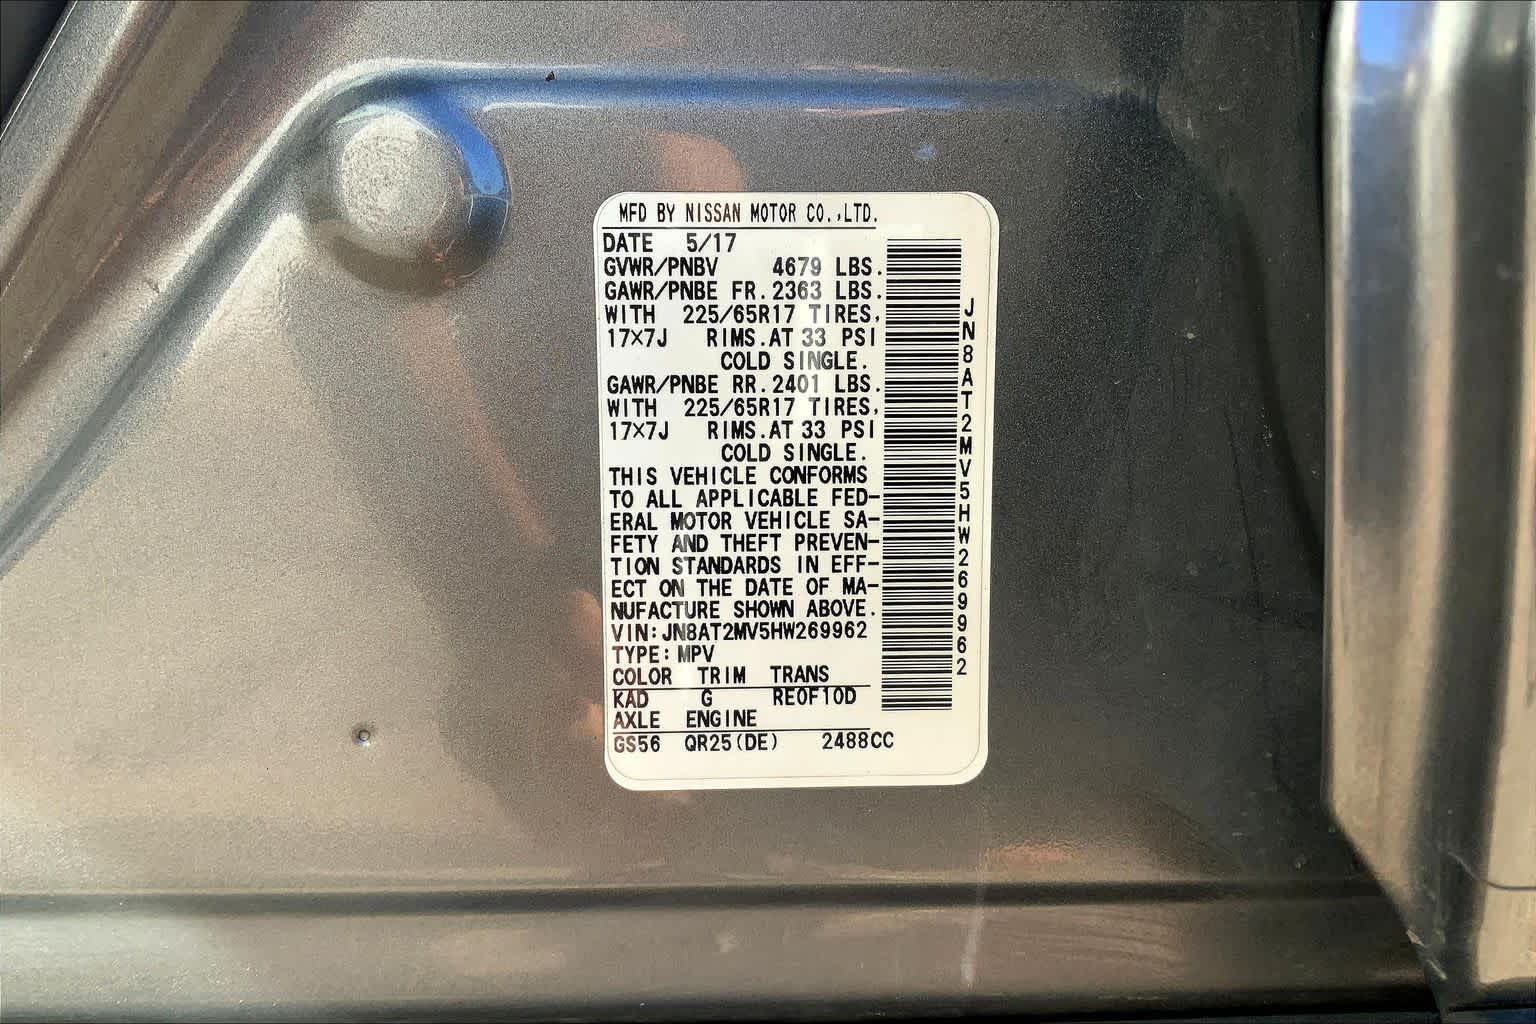 MFD BY NISSAN MOTOR CO.,LTD.
DATE 5/17
GVWR/PNBV 4679 LBS.
GAWR/PNBE FR. 2363 LBS.
WITH 225/65R17 TIRES,
17×7J RIMS.AT 33 PSI
COLD SINGLE.
GAWR/PNBE RR. 2401 LBS.
WITH 225/65R17 TIRES,
17×7J RIMS.AT 33 PSI
COLD SINGLE.
THIS VEHICLE CONFORMS
TO ALL APPLICABLE FED-
ERAL MOTOR VEHICLE SA-
FETY AND THEFT PREVEN-
TION STANDARDS IN EFF-
ECT ON THE DATE OF MA-
NUFACTURE SHOWN ABOVE.
VIN:JN8AT2MV5HW269962
TYPE:MPV
COLOR TRIM TRANS
KAD G RE0F10D
AXLE ENGINE
GS56 QR25(DE) 2488CC
JN8AT2MV5HW269962